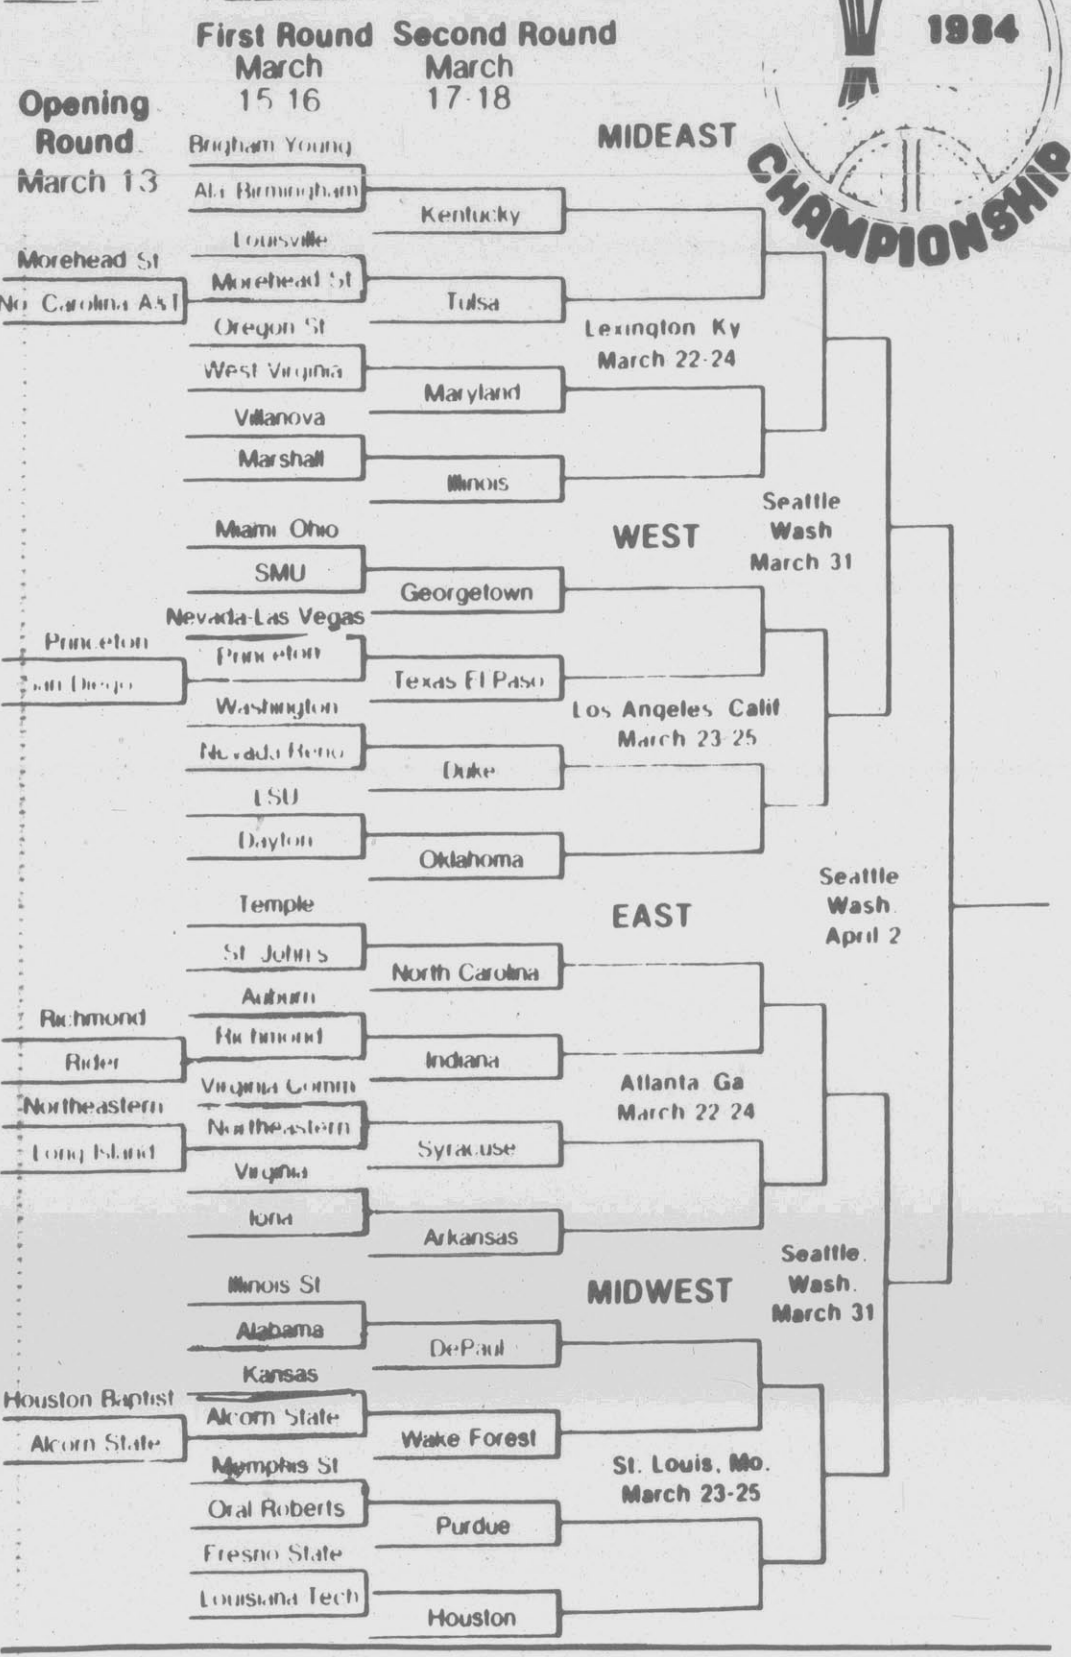 1984
CHAMPIONSHIP
First Round Second Round
March March
15 16 17-18
Opening
Round
March 13
MIDEAST
Brigham Young
Ala Birmingham
Kentucky
Louisville
Morehead St
Morehead St
No. Carolina A&T
Tulsa
Oregon St
West Virginia
Lexington Ky
March 22-24
Maryland
Villanova
Marshall
Illinois
Seattle
Wash
March 31
WEST
Miami Ohio
SMU
Georgetown
Nevada-Las Vegas
Princeton
Princeton
San Diego
Texas El Paso
Washington
Nevada Reno
Los Angeles Calif
March 23-25
Duke
LSU
Dayton
Oklahoma
Seattle
Wash.
April 2
EAST
Temple
St. John's
North Carolina
Auburn
Richmond
Richmond
Rider
Indiana
Virginia Comm
Northeastern
Northeastern
Long Island
Atlanta Ga
March 22 24
Syracuse
Virginia
Iona
Arkansas
Seattle.
Wash.
March 31
MIDWEST
Illinois St
Alabama
DePaul
Kansas
Alcorn State
Houston Baptist
Alcorn State
Wake Forest
Memphis St
Oral Roberts
St. Louis, Mo.
March 23-25
Purdue
Fresno State
Louisiana Tech
Houston